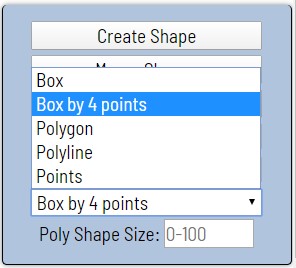 Create Shape
Box
Box by 4 points
Polygon
Polyline
Points
Box by 4 points
Poly Shape Size: 0-100